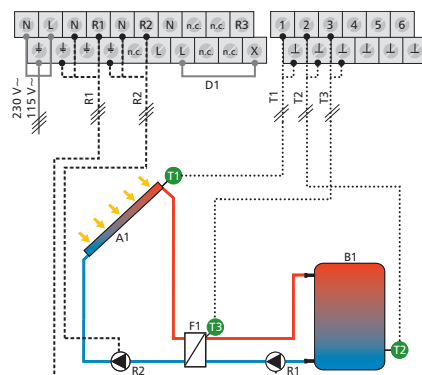 N L N R1 N R2 N n.c. n.c. R3 1 2 3 4 5 6
n.c. L L n.c. X
D1
230 V~
115 V~
R1
R2
T1
T2
T3
T1
A1
B1
F1
T3
T2
R2
R1